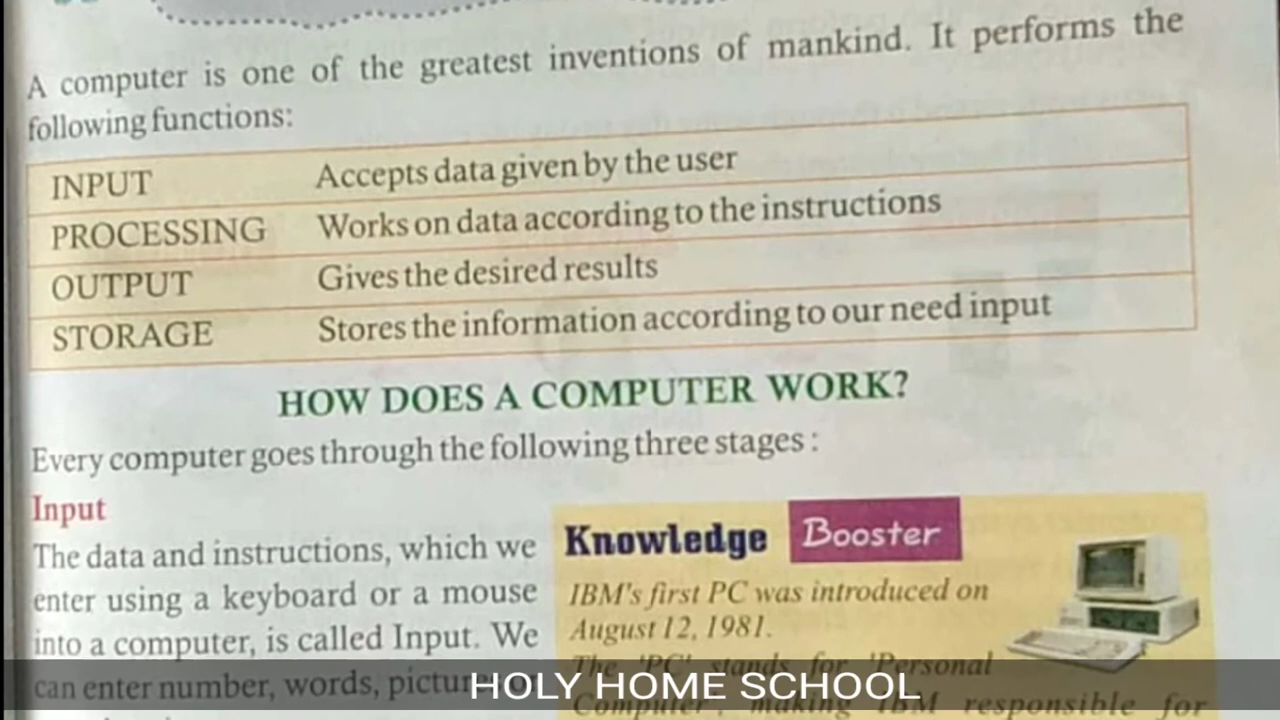 A computer is one of the greatest inventions of mankind. It performs the
following functions:
INPUT Accepts data given by the user
PROCESSING Works on data according to the instructions
OUTPUT Gives the desired results
STORAGE Stores the information according to our need input
HOW DOES A COMPUTER WORK?
Every computer goes through the following three stages :
Input
The data and instructions, which we
enter using a keyboard or a mouse
into a computer, is called Input. We
can enter number, words,
Knowledge Booster
IBM's first PC was introduced on
August 12, 1981.
The 'PC' stands for 'Personal
Computer', making IBM responsible for
HOLY HOME SCHOOL